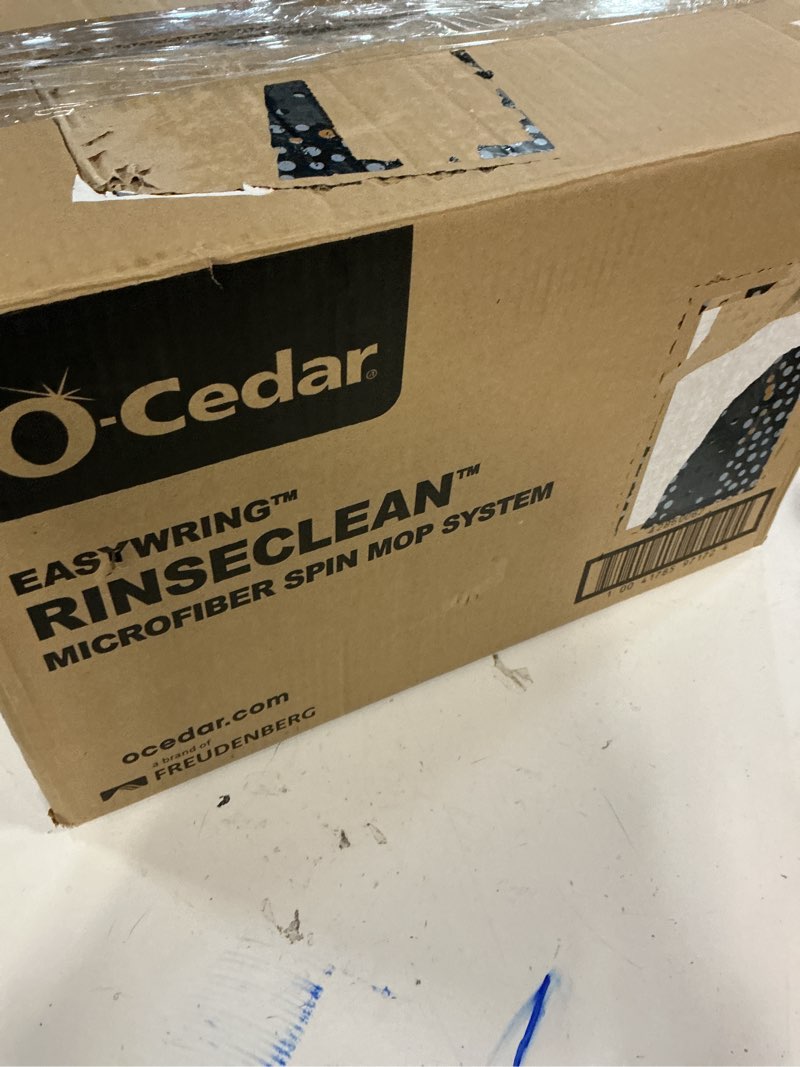 O-Cedar®
EASYWRING™
RINSECLEAN™
MICROFIBER SPIN MOP SYSTEM
ocedar.com
a brand of
FREUDENBERG